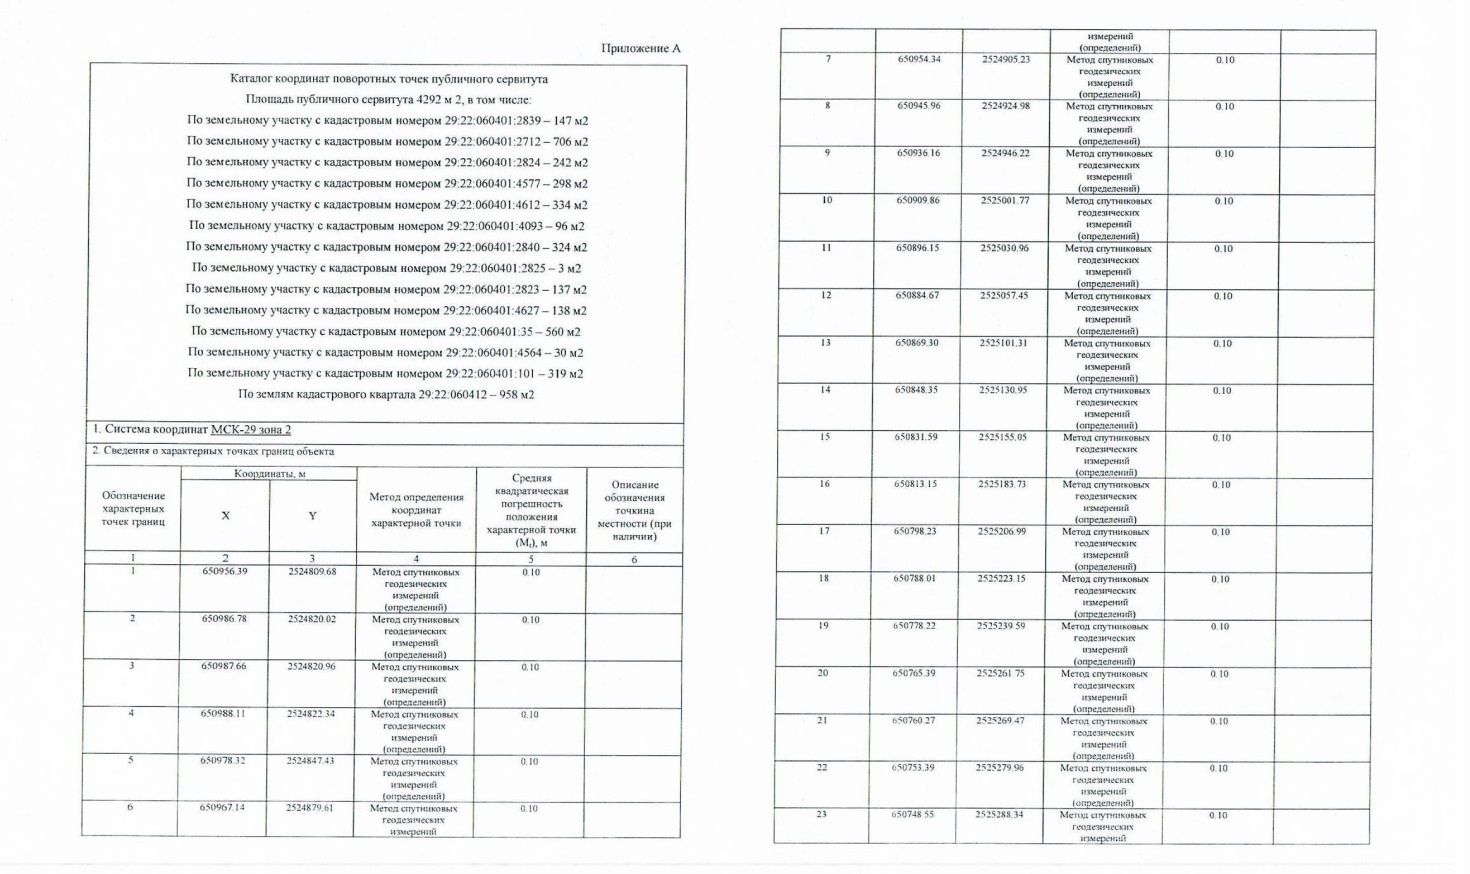 Приложение А
Каталог координат поворотных точек публичного сервитута
Площадь публичного сервитута 4292 м 2, в том числе:
По земельному участку с кадастровым номером 29:22:060401:2839 – 147 м2
По земельному участку с кадастровым номером 29:22:060401:2712 – 706 м2
По земельному участку с кадастровым номером 29:22:060401:2824 – 242 м2
По земельному участку с кадастровым номером 29:22:060401:4577 – 298 м2
По земельному участку с кадастровым номером 29:22:060401:4612 – 334 м2
По земельному участку с кадастровым номером 29:22:060401:4093 – 96 м2
По земельному участку с кадастровым номером 29:22:060401:2840 – 324 м2
По земельному участку с кадастровым номером 29:22:060401:2825 – 3 м2
По земельному участку с кадастровым номером 29:22:060401:2823 – 137 м2
По земельному участку с кадастровым номером 29:22:060401:4627 – 138 м2
По земельному участку с кадастровым номером 29:22:060401:35 – 560 м2
По земельному участку с кадастровым номером 29:22:060401:4564 – 30 м2
По земельному участку с кадастровым номером 29:22:060401:101 – 319 м2
По землям кадастрового квартала 29:22:060412 – 958 м2
1. Система координат МСК-29 зона 2
2. Сведения о характерных точках границ объекта
Обозначение
характерных
точек границ
Координаты, м
X
Y
Метод определения
координат
характерной точки
Средняя
квадратическая
погрешность
положения
характерной точки
(Mt), м
Описание
обозначения
точкина
местности (при
наличии)
1 2 3 4 5 6
1 650956.39 2524809.68 Метод спутниковых 0.10
геодезических
измерений
(определений)
2 650986.78 2524820.02 Метод спутниковых 0.10
геодезических
измерений
(определений)
3 650987.66 2524820.96 Метод спутниковых 0.10
геодезических
измерений
(определений)
4 650988.11 2524822.34 Метод спутниковых 0.10
геодезических
измерений
(определений)
5 650978.32 2524847.43 Метод спутниковых 0.10
геодезических
измерений
(определений)
6 650967.14 2524879.61 Метод спутниковых 0.10
геодезических
измерений
измерений
(определений)
7 650954.34 2524905.23 Метод спутниковых 0.10
геодезических
измерений
(определений)
8 650945.96 2524924.98 Метод спутниковых 0.10
геодезических
измерений
(определений)
9 650936.16 2524946.22 Метод спутниковых 0.10
геодезических
измерений
(определений)
10 650909.86 2525001.77 Метод спутниковых 0.10
геодезических
измерений
(определений)
11 650896.15 2525030.96 Метод спутниковых 0.10
геодезических
измерений
(определений)
12 650884.67 2525057.45 Метод спутниковых 0.10
геодезических
измерений
(определений)
13 650869.30 2525101.31 Метод спутниковых 0.10
геодезических
измерений
(определений)
14 650848.35 2525130.95 Метод спутниковых 0.10
геодезических
измерений
(определений)
15 650831.59 2525155.05 Метод спутниковых 0.10
геодезических
измерений
(определений)
16 650813.15 2525183.73 Метод спутниковых 0.10
геодезических
измерений
(определений)
17 650798.23 2525206.99 Метод спутниковых 0.10
геодезических
измерений
(определений)
18 650788.01 2525223.15 Метод спутниковых 0.10
геодезических
измерений
(определений)
19 650778.22 2525239.59 Метод спутниковых 0.10
геодезических
измерений
(определений)
20 650765.39 2525261.75 Метод спутниковых 0.10
геодезических
измерений
(определений)
21 650760.27 2525269.47 Метод спутниковых 0.10
геодезических
измерений
(определений)
22 650753.39 2525279.96 Метод спутниковых 0.10
геодезических
измерений
(определений)
23 650748.55 2525288.34 Метод спутниковых 0.10
геодезических
измерений